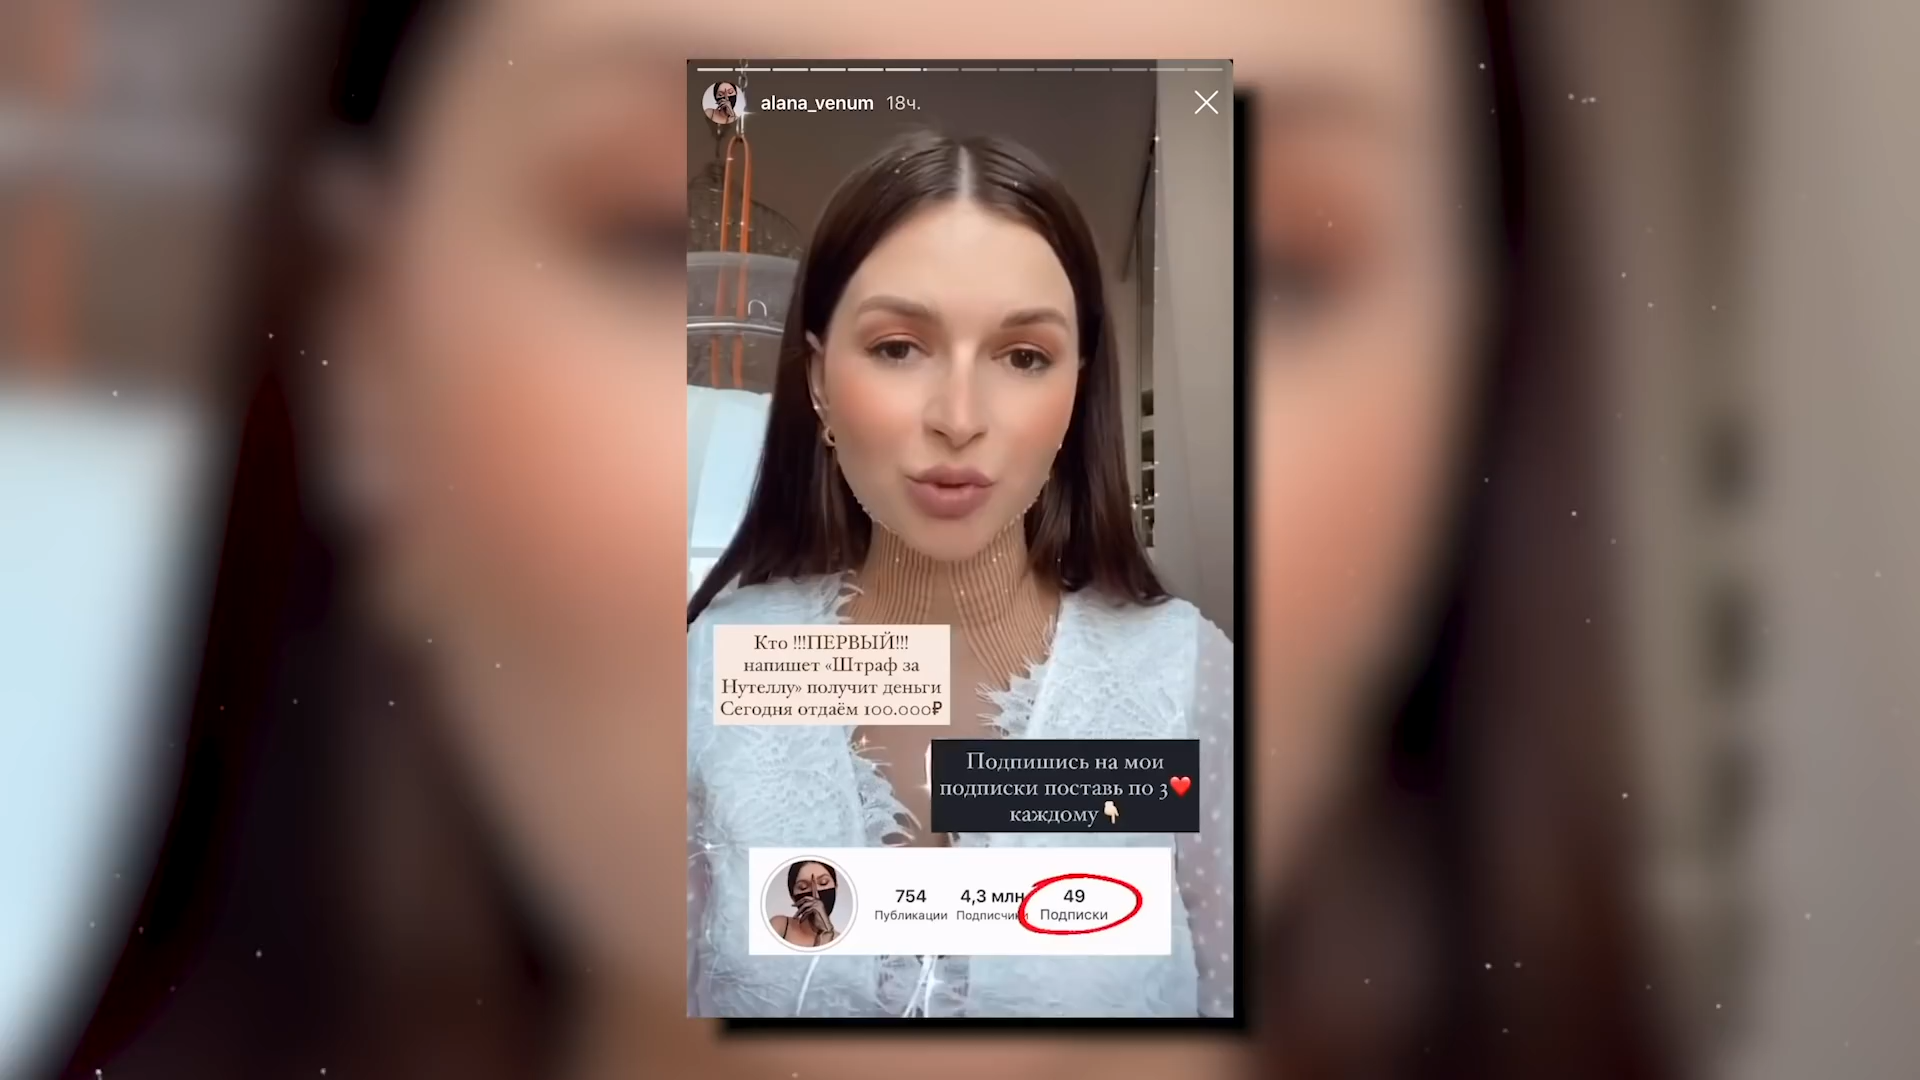 alana_venum 18ч.
Кто !!!ПЕРВЫЙ!!!
напишет «Штраф за
Нутеллу» получит деньги
Сегодня отдаём 100.000₽
Подпишись на мои
подписки поставь по 3❤️
каждому👇🏻
754 4,3 млн 49
Публикации Подписчики Подписки